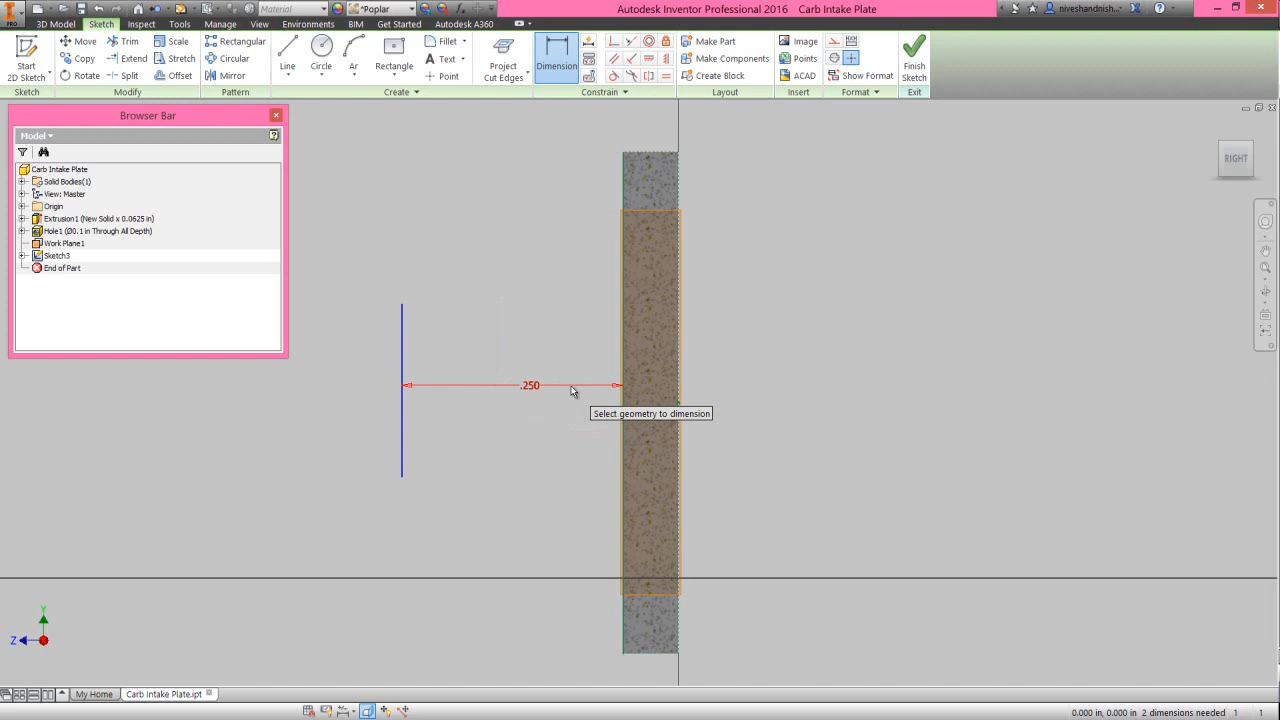 PRO
Material
*Poplar
Autodesk Inventor Professional 2016 Carb Intake Plate
niveshandnish...
3D Model Sketch Inspect Tools Manage View Environments BIM Get Started Autodesk A360
Start
2D Sketch
Move Trim Scale
Copy Stretch
Rotate Split Offset
Rectangular
Circular
Mirror
Line Circle Ar Rectangle
Fillet
Text
Point
Project
Cut Edges
Dimension
Make Part
Make Components
Create Block
Image
Points
ACAD
Show Format
Finish
Sketch
Sketch Modify Pattern Create Constrain Layout Insert Format Exit
Browser Bar
Model
Carb Intake Plate
Solid Bodies(1)
View: Master
Origin
Extrusion1 (New Solid x 0.0625 in)
Hole1 (Ø0.1 in Through All Depth)
Work Plane1
Sketch3
End of Part
RIGHT
.250
Select geometry to dimension
Y
Z
My Home Carb Intake Plate.ipt
0.000 in, 0.000 in 2 dimensions needed 1 1